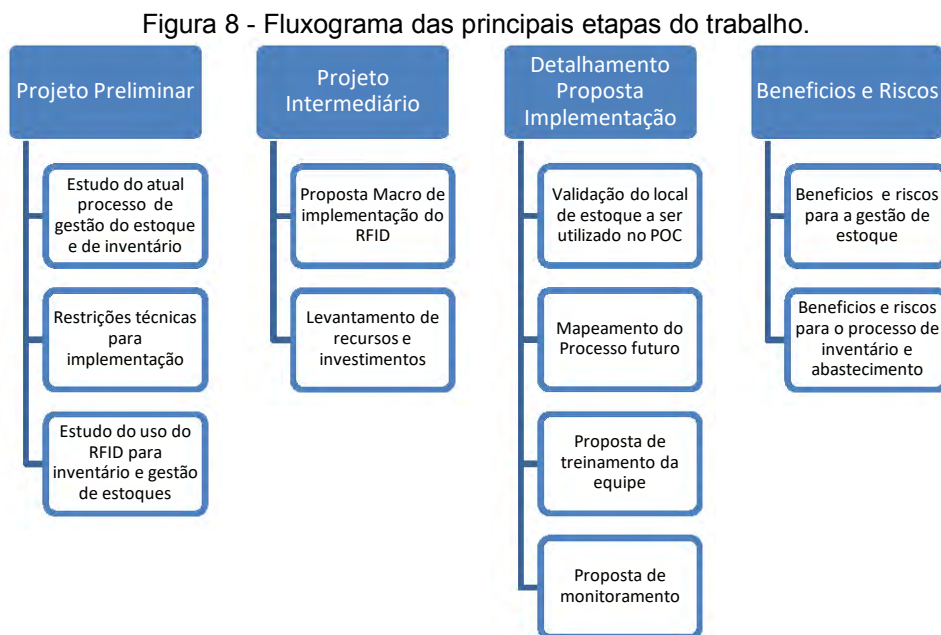 Figura 8 - Fluxograma das principais etapas do trabalho.
Projeto Preliminar
Estudo do atual
processo de
gestão do estoque
e de inventário
Restrições técnicas
para
implementação
Estudo do uso do
RFID para
inventário e gestão
de estoques
Projeto
Intermediário
Proposta Macro de
implementação do
RFID
Levantamento de
recursos e
investimentos
Detalhamento
Proposta
Implementação
Validação do local
de estoque a ser
utilizado no POC
Mapeamento do
Processo futuro
Proposta de
treinamento da
equipe
Proposta de
monitoramento
Beneficios e Riscos
Beneficios e riscos
para a gestão de
estoque
Beneficios e riscos
para o processo de
inventário e
abastecimento